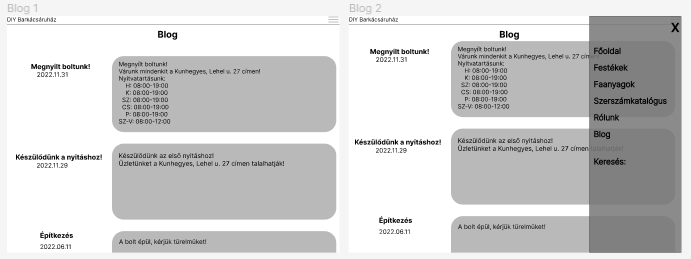 Blog 1
DIY Barkácsáruház
Blog
Megnyílt boltunk!
2022.11.31
Megnyílt boltunk!
Várunk mindenkit a Kunhegyes, Lehel u. 27 címen!
Nyitvatartásunk:
H: 08:00-19:00
K: 08:00-19:00
SZ: 08:00-19:00
CS: 08:00-19:00
P: 08:00-19:00
SZ-V: 08:00-12:00
Készülődünk a nyitáshoz!
2022.11.29
Készülődünk az első nyitáshoz!
Üzletünket a Kunhegyes, Lehel u. 27 címen talalhatják!
Építkezés
2022.06.11
A bolt épül, kérjük türelmüket!
Blog 2
DIY Barkácsáruház
Blog
Megnyílt boltunk!
2022.11.31
Megnyílt boltunk!
Várunk mindenkit a Kunhegyes, Lehel u. 27 címen!
Nyitvatartásunk:
H: 08:00-19:00
K: 08:00-19:00
SZ: 08:00-19:00
CS: 08:00-19:00
P: 08:00-19:00
SZ-V: 08:00-12:00
Készülődünk a nyitáshoz!
2022.11.29
Készülődünk az első nyitáshoz!
Üzletünket a Kunhegyes, Lehel u. 27 címen talalhatják!
Építkezés
2022.06.11
A bolt épül, kérjük türelmüket!
X
Főoldal
Festékek
Faanyagok
Szerszámkatalógus
Rólunk
Blog
Keresés: